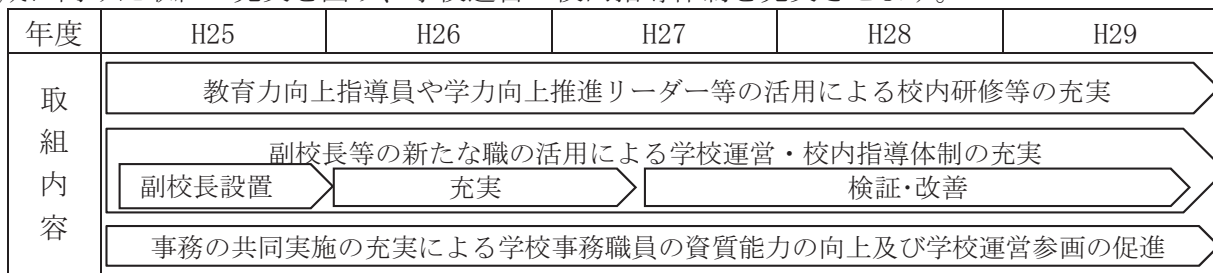 年度 H25 H26 H27 H28 H29
取組内容
教育力向上指導員や学力向上推進リーダー等の活用による校内研修等の充実
副校長等の新たな職の活用による学校運営・校内指導体制の充実
副校長設置 充実 検証・改善
事務の共同実施の充実による学校事務職員の資質能力の向上及び学校運営参画の促進